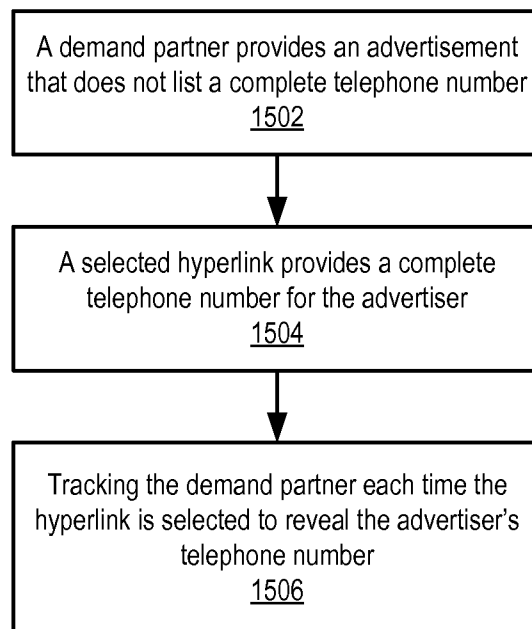 A demand partner provides an advertisement
that does not list a complete telephone number
1502
A selected hyperlink provides a complete
telephone number for the advertiser
1504
Tracking the demand partner each time the
hyperlink is selected to reveal the advertiser's
telephone number
1506